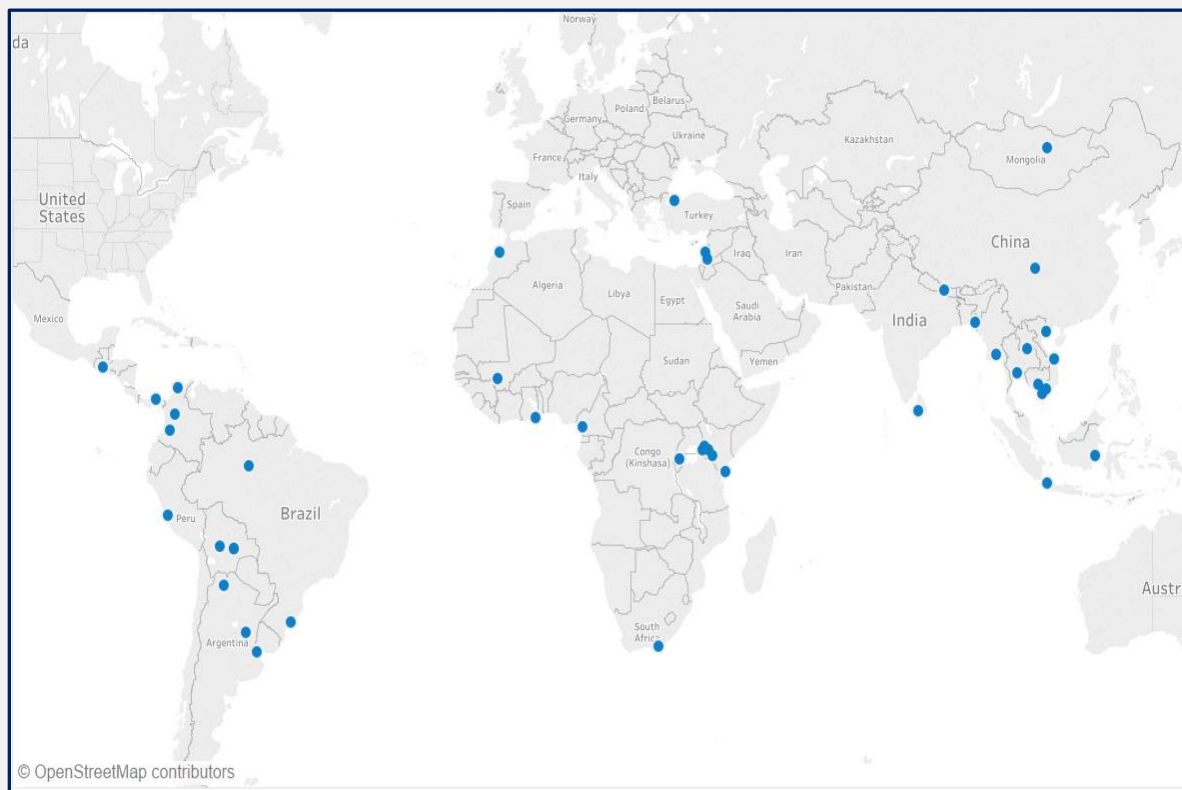 Norway
da
Belarus
Poland
Germany
Ukraine
Kazakhstan
France
Mongolia
Italy
United
States
Spain
Turkey
China
Iraq
Iran
Algeria
Libya
Egypt
Pakistan
Saudi
Arabia
India
Mexico
Sudan
Yemen
Congo
(Kinshasa)
Peru
Brazil
Austr
South
Africa
Argentina
© OpenStreetMap contributors